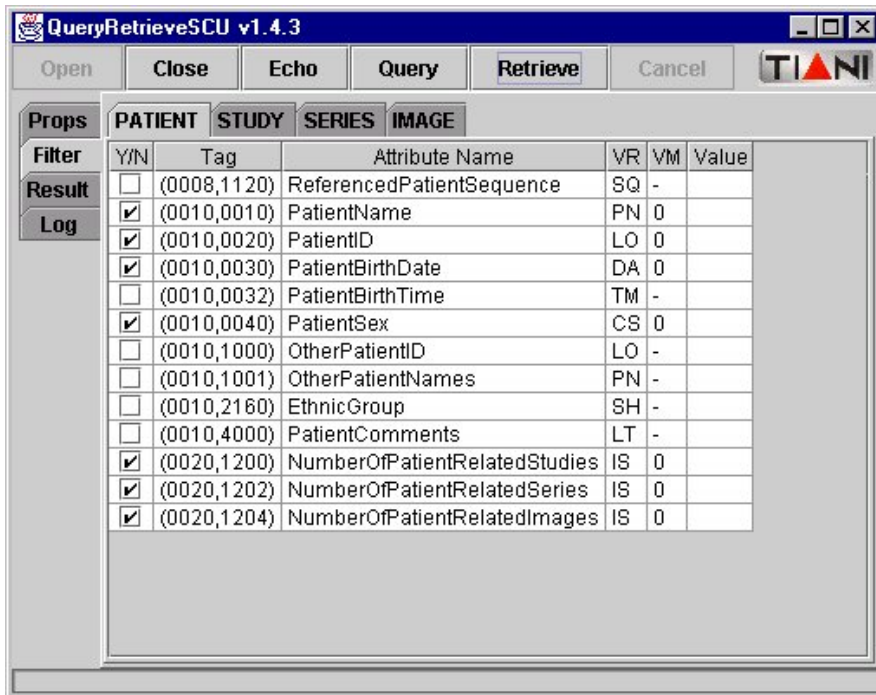 QueryRetrieveSCU v1.4.3
Open Close Echo Query Retrieve Cancel TIANI
Props
Filter
Result
Log
PATIENT STUDY SERIES IMAGE
Y/N Tag Attribute Name VR VM Value
(0008,1120) ReferencedPatientSequence SQ -
(0010,0010) PatientName PN 0
(0010,0020) PatientID LO 0
(0010,0030) PatientBirthDate DA 0
(0010,0032) PatientBirthTime TM -
(0010,0040) PatientSex CS 0
(0010,1000) OtherPatientID LO -
(0010,1001) OtherPatientNames PN -
(0010,2160) EthnicGroup SH -
(0010,4000) PatientComments LT -
(0020,1200) NumberOfPatientRelatedStudies IS 0
(0020,1202) NumberOfPatientRelatedSeries IS 0
(0020,1204) NumberOfPatientRelatedImages IS 0